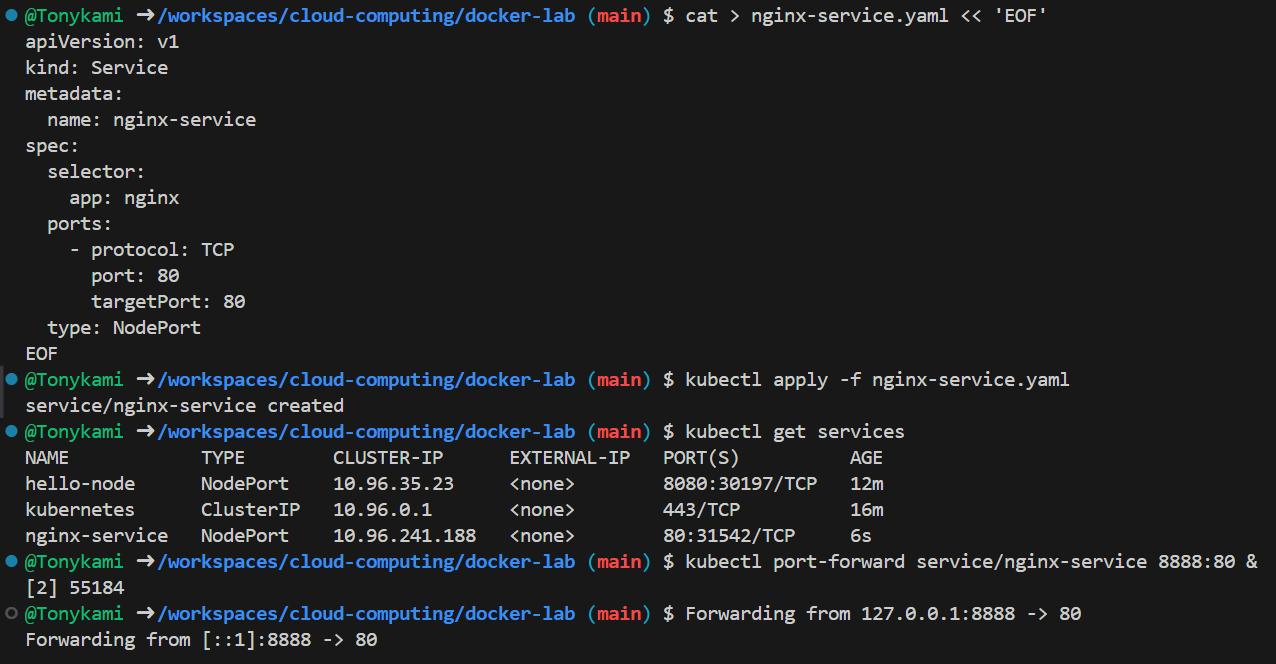 @Tonykami ➜/workspaces/cloud-computing/docker-lab (main) $ cat > nginx-service.yaml << 'EOF'
apiVersion: v1
kind: Service
metadata:
  name: nginx-service
spec:
  selector:
    app: nginx
  ports:
    - protocol: TCP
      port: 80
      targetPort: 80
  type: NodePort
EOF
@Tonykami ➜/workspaces/cloud-computing/docker-lab (main) $ kubectl apply -f nginx-service.yaml
service/nginx-service created
@Tonykami ➜/workspaces/cloud-computing/docker-lab (main) $ kubectl get services
NAME            TYPE        CLUSTER-IP      EXTERNAL-IP   PORT(S)          AGE
hello-node      NodePort    10.96.35.23     <none>        8080:30197/TCP   12m
kubernetes      ClusterIP   10.96.0.1       <none>        443/TCP          16m
nginx-service   NodePort    10.96.241.188   <none>        80:31542/TCP     6s
@Tonykami ➜/workspaces/cloud-computing/docker-lab (main) $ kubectl port-forward service/nginx-service 8888:80 &
[2] 55184
@Tonykami ➜/workspaces/cloud-computing/docker-lab (main) $ Forwarding from 127.0.0.1:8888 -> 80
Forwarding from [::1]:8888 -> 80